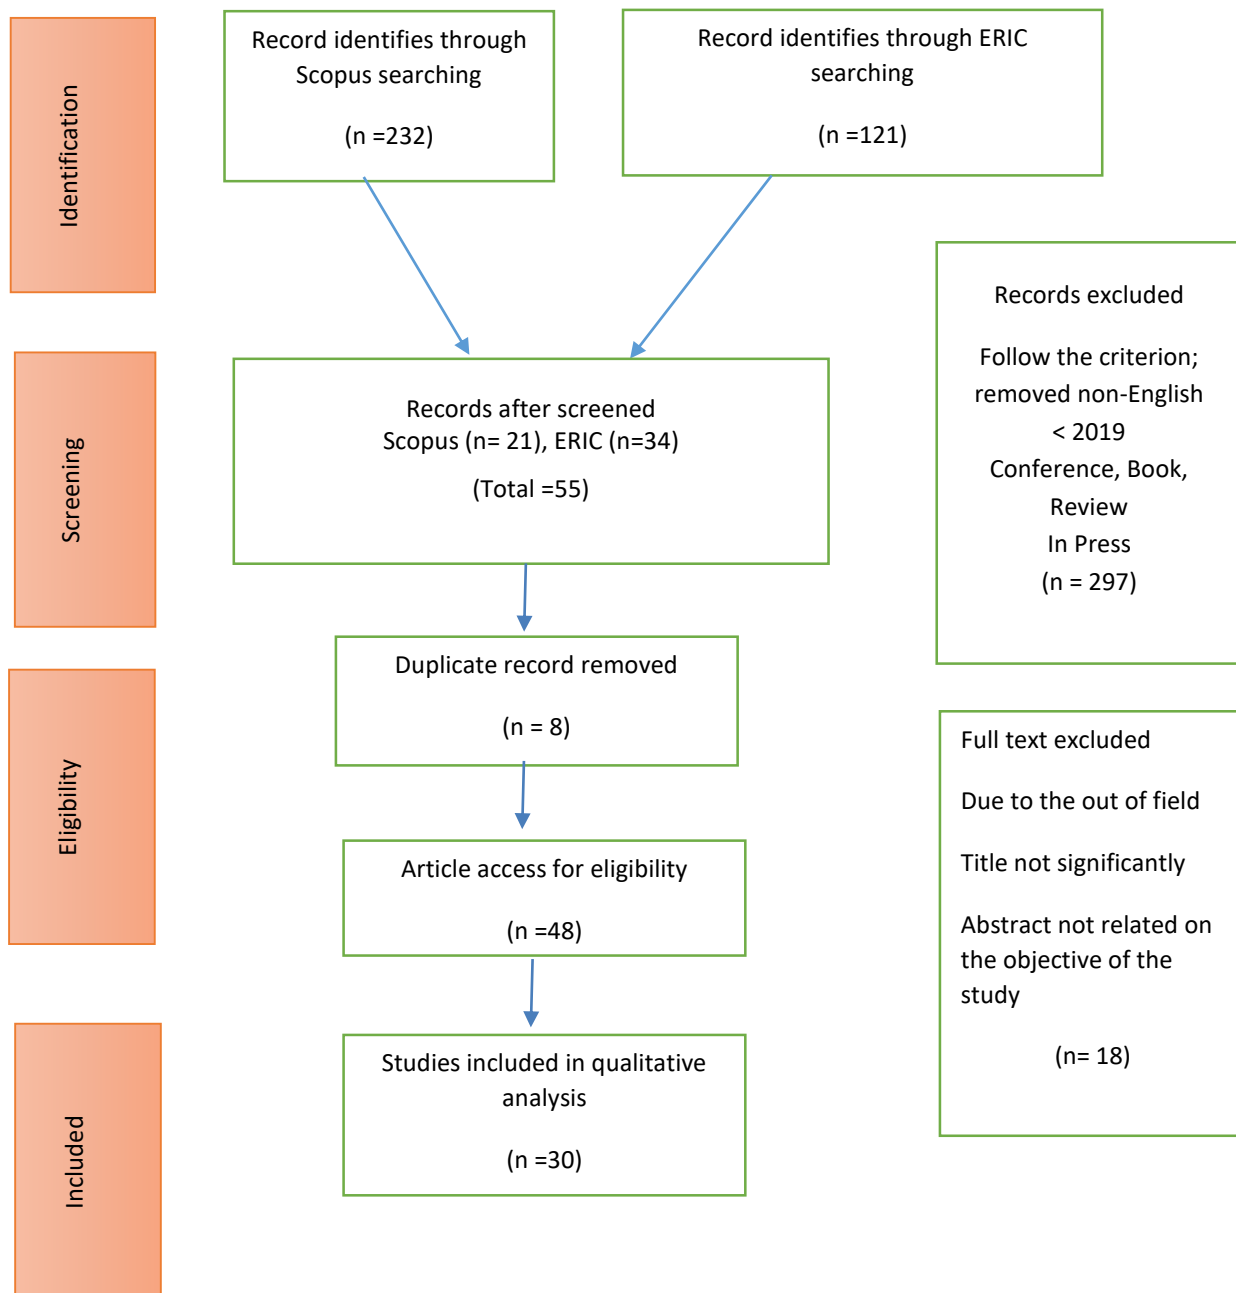 Identification
Record identifies through
Scopus searching
(n =232)
Record identifies through ERIC
searching
(n =121)
Screening
Records after screened
Scopus (n= 21), ERIC (n=34)
(Total =55)
Records excluded
Follow the criterion;
removed non-English
< 2019
Conference, Book,
Review
In Press
(n = 297)
Eligibility
Duplicate record removed
(n = 8)
Article access for eligibility
(n =48)
Full text excluded
Due to the out of field
Title not significantly
Abstract not related on
the objective of the
study
(n= 18)
Included
Studies included in qualitative
analysis
(n =30)